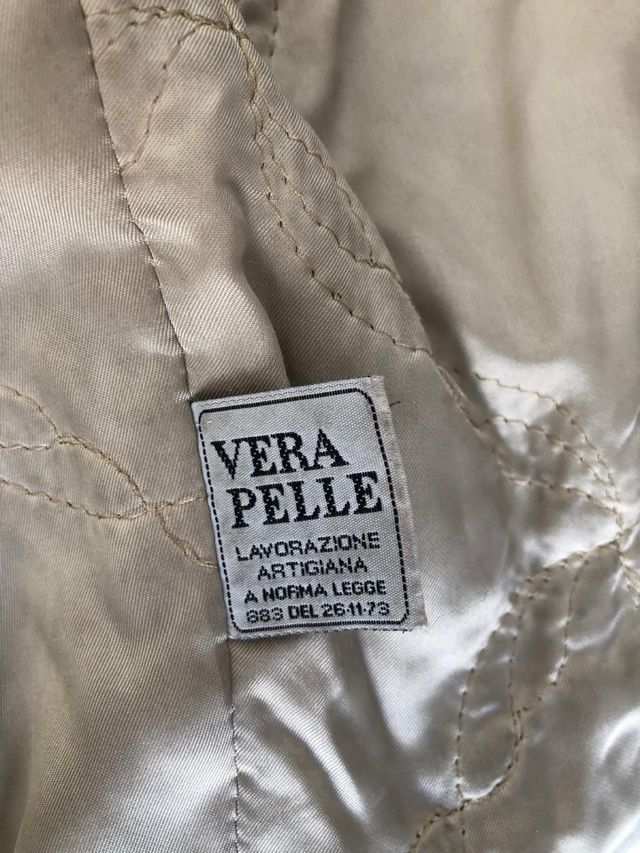 VERA
PELLE
LAVORAZIONE
ARTIGIANA
A NORMA LEGGE
883 DEL 26-11-73